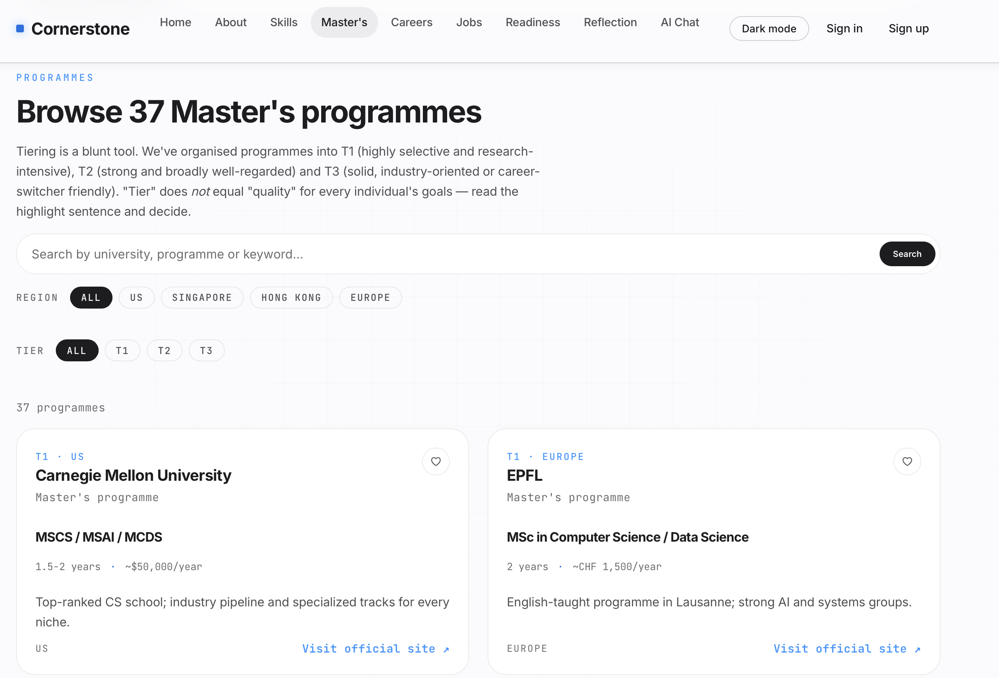 Cornerstone
Home
About
Skills
Master's
Careers
Jobs
Readiness
Reflection
AI Chat
Dark mode
Sign in
Sign up
PROGRAMMES
Browse 37 Master's programmes
Tiering is a blunt tool. We've organised programmes into T1 (highly selective and research-
intensive), T2 (strong and broadly well-regarded) and T3 (solid, industry-oriented or career-
switcher friendly). "Tier" does not equal "quality" for every individual's goals — read the
highlight sentence and decide.
Search by university, programme or keyword...
Search
REGION
ALL
US
SINGAPORE
HONG KONG
EUROPE
TIER
ALL
T1
T2
T3
37 programmes
T1 · US
Carnegie Mellon University
Master's programme
MSCS / MSAI / MCDS
1.5-2 years · ~$50,000/year
Top-ranked CS school; industry pipeline and specialized tracks for every
niche.
US
Visit official site ↗
T1 · EUROPE
EPFL
Master's programme
MSc in Computer Science / Data Science
2 years · ~CHF 1,500/year
English-taught programme in Lausanne; strong AI and systems groups.
EUROPE
Visit official site ↗